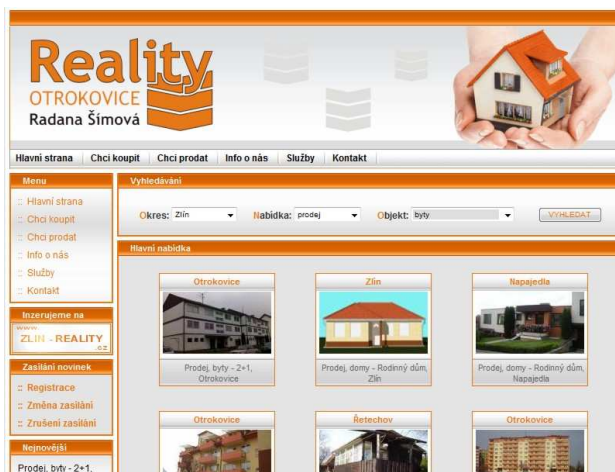 Reality
OTROKOVICE
Radana Šímová
Hlavní strana Chci koupit Chci prodat Info o nás Služby Kontakt
Menu
:: Hlavní strana
:: Chci koupit
:: Chci prodat
:: Info o nás
:: Služby
:: Kontakt
Inzerujeme na
www.
ZLIN - REALITY
.cz
Zasílání novinek
:: Registrace
:: Změna zasílání
:: Zrušení zasílání
Nejnovější
Prodej, byty - 2+1,
Vyhledávání
Okres: Zlín Nabídka: prodej Objekt: byty VYHLEDAT
Hlavní nabídka
Otrokovice Zlín Napajedla
Prodej, byty - 2+1, Prodej, domy - Rodinný dům, Prodej, domy - Rodinný dům,
Otrokovice Zlín Napajedla
Otrokovice Řetechov Otrokovice